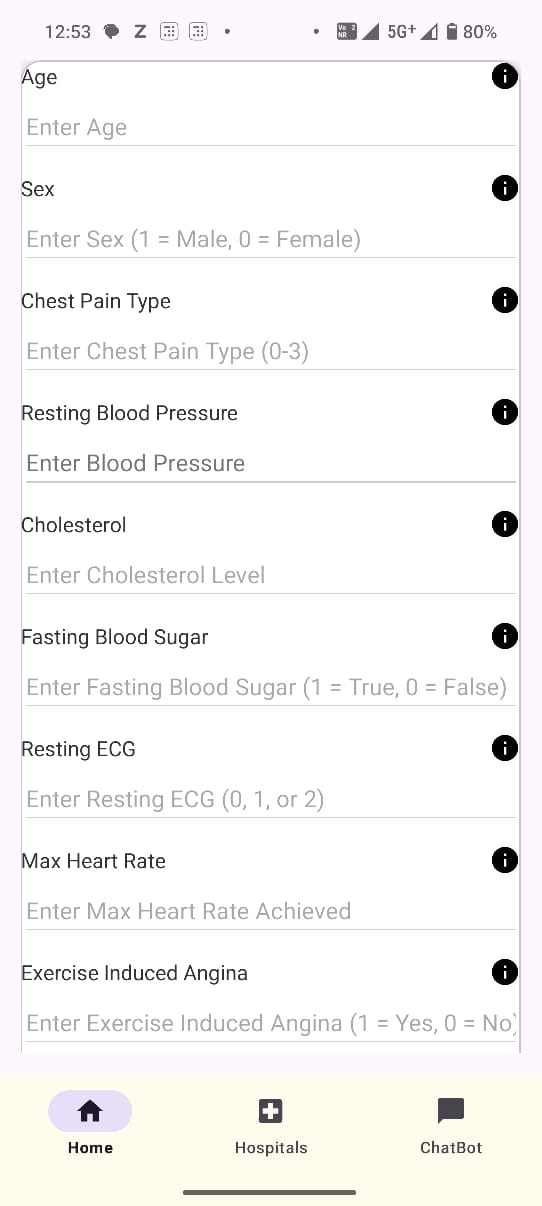 12:53 Z Vo 2 NR 5G+ 80%
Age
Enter Age
Sex
Enter Sex (1 = Male, 0 = Female)
Chest Pain Type
Enter Chest Pain Type (0-3)
Resting Blood Pressure
Enter Blood Pressure
Cholesterol
Enter Cholesterol Level
Fasting Blood Sugar
Enter Fasting Blood Sugar (1 = True, 0 = False)
Resting ECG
Enter Resting ECG (0, 1, or 2)
Max Heart Rate
Enter Max Heart Rate Achieved
Exercise Induced Angina
Enter Exercise Induced Angina (1 = Yes, 0 = No)
Home Hospitals ChatBot